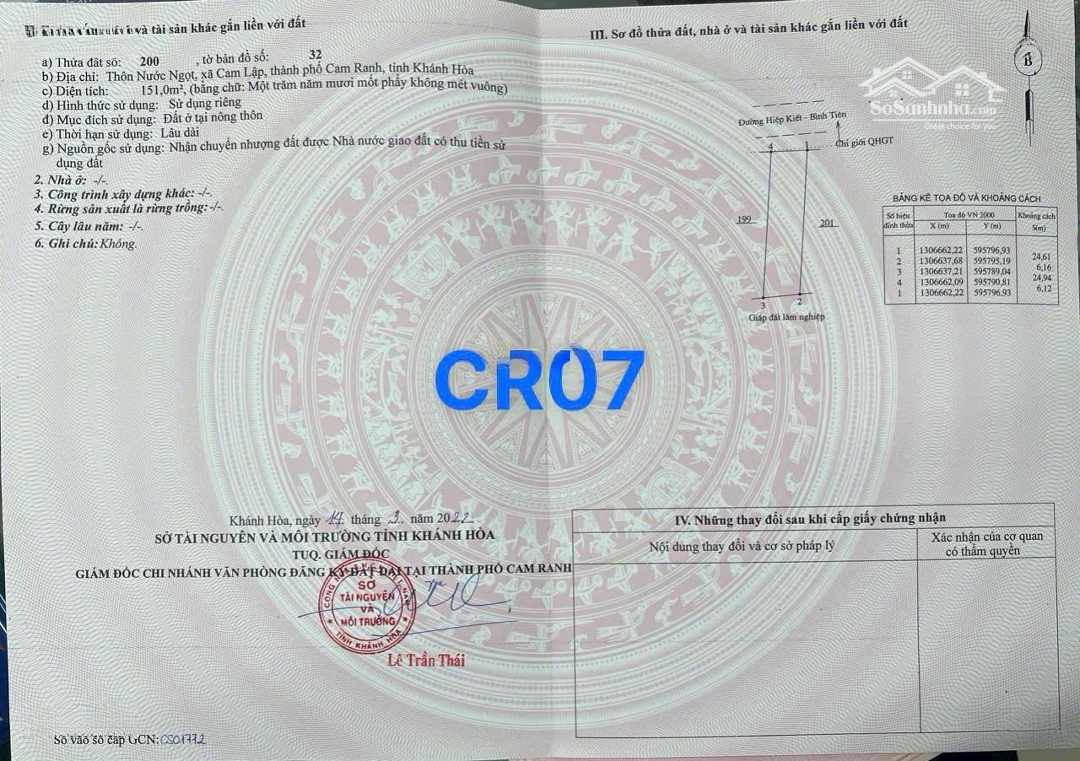 và tài sản khác gắn liền với đất
a) Thửa đất số: 200 , tờ bản đồ số: 32
b) Địa chỉ: Thôn Nước Ngọt, xã Cam Lập, thành phố Cam Ranh, tỉnh Khánh Hòa
c) Diện tích: 151,0m², (bằng chữ: Một trăm năm mươi mốt phẩy không mét vuông)
d) Hình thức sử dụng: Sử dụng riêng
đ) Mục đích sử dụng: Đất ở tại nông thôn
e) Thời hạn sử dụng: Lâu dài
g) Nguồn gốc sử dụng: Nhận chuyển nhượng đất được Nhà nước giao đất có thu tiền sử
dụng đất
2. Nhà ở: -/-.
3. Công trình xây dựng khác: -/-.
4. Rừng sản xuất là rừng trồng: -/-.
5. Cây lâu năm: -/-.
6. Ghi chú: Không.
Khánh Hòa, ngày 14 tháng 3 năm 2022
SỞ TÀI NGUYÊN VÀ MÔI TRƯỜNG TỈNH KHÁNH HÒA
TUQ. GIÁM ĐỐC
GIÁM ĐỐC CHI NHÁNH VĂN PHÒNG ĐĂNG KÝ ĐẤT ĐAI TẠI THÀNH PHỐ CAM RANH
SỞ
TÀI NGUYÊN
VÀ
MÔI TRƯỜNG
TỈNH KHÁNH HÒA
Lê Trần Thái
Số vào sổ cấp GCN: CS01772
CR07
III. Sơ đồ thửa đất, nhà ở và tài sản khác gắn liền với đất
B
SoSanhnha.com
Great choice for you
Đường Hiệp Kiết - Bình Tiên
Chỉ giới QHGT
4 1
199 201
3 2
Giáp đất lâm nghiệp
BẢNG KÊ TỌA ĐỘ VÀ KHOẢNG CÁCH
Số hiệu Tọa độ VN 2000 Khoảng cách
đỉnh thửa X (m) Y (m) S(m)
1 1306662,22 595796,93
24,61
2 1306637,68 595795,19
6,16
3 1306637,21 595789,04
24,94
4 1306662,09 595790,81
6,12
1 1306662,22 595796,93
IV. Những thay đổi sau khi cấp giấy chứng nhận
Nội dung thay đổi và cơ sở pháp lý
Xác nhận của cơ quan
có thẩm quyền